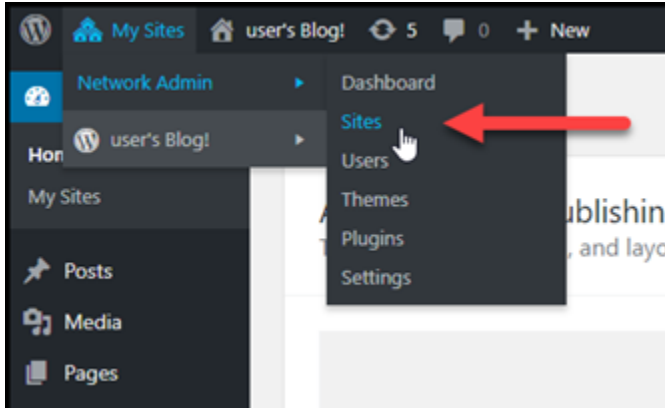 My Sites user's Blog! 5 0 New
Network Admin
user's Blog!
Dashboard
Sites
Users
Themes
Plugins
Settings
My Sites
Posts
Media
Pages
, and